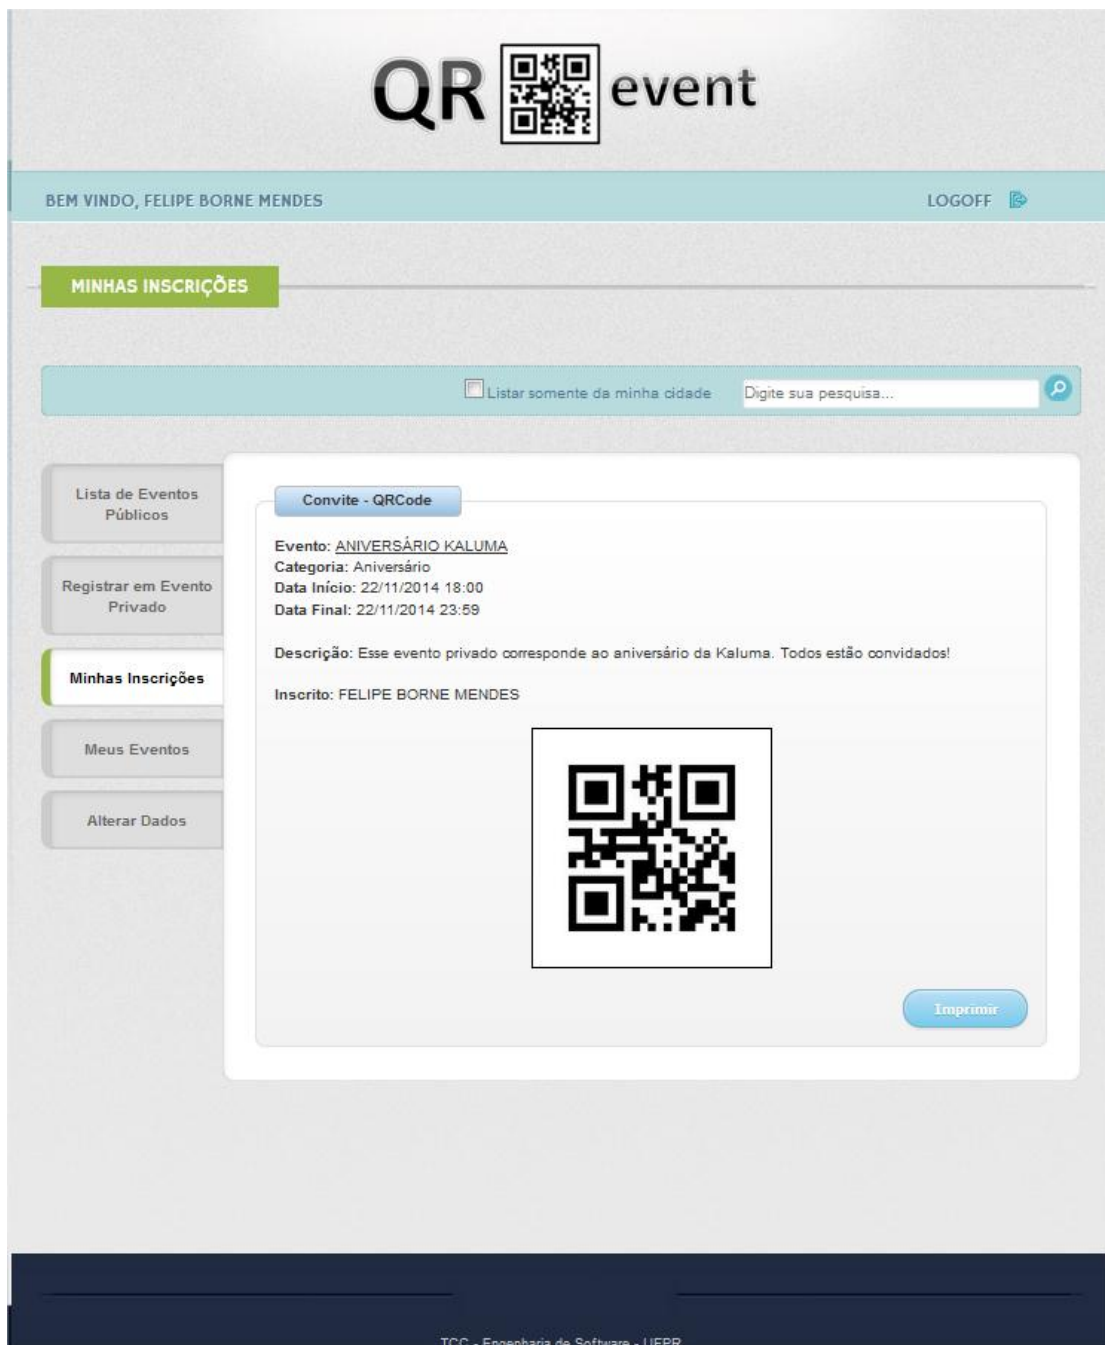 QR event
BEM VINDO, FELIPE BORNE MENDES
LOGOFF
MINHAS INSCRIÇÕES
Listar somente da minha cidade
Digite sua pesquisa...
Lista de Eventos
Públicos
Registrar em Evento
Privado
Minhas Inscrições
Meus Eventos
Alterar Dados
Convite - QRCode
Evento: ANIVERSÁRIO KALUMA
Categoria: Aniversário
Data Início: 22/11/2014 18:00
Data Final: 22/11/2014 23:59
Descrição: Esse evento privado corresponde ao aniversário da Kaluma. Todos estão convidados!
Inscrito: FELIPE BORNE MENDES
Imprimir
TCC - Engenharia de Software - UFPR